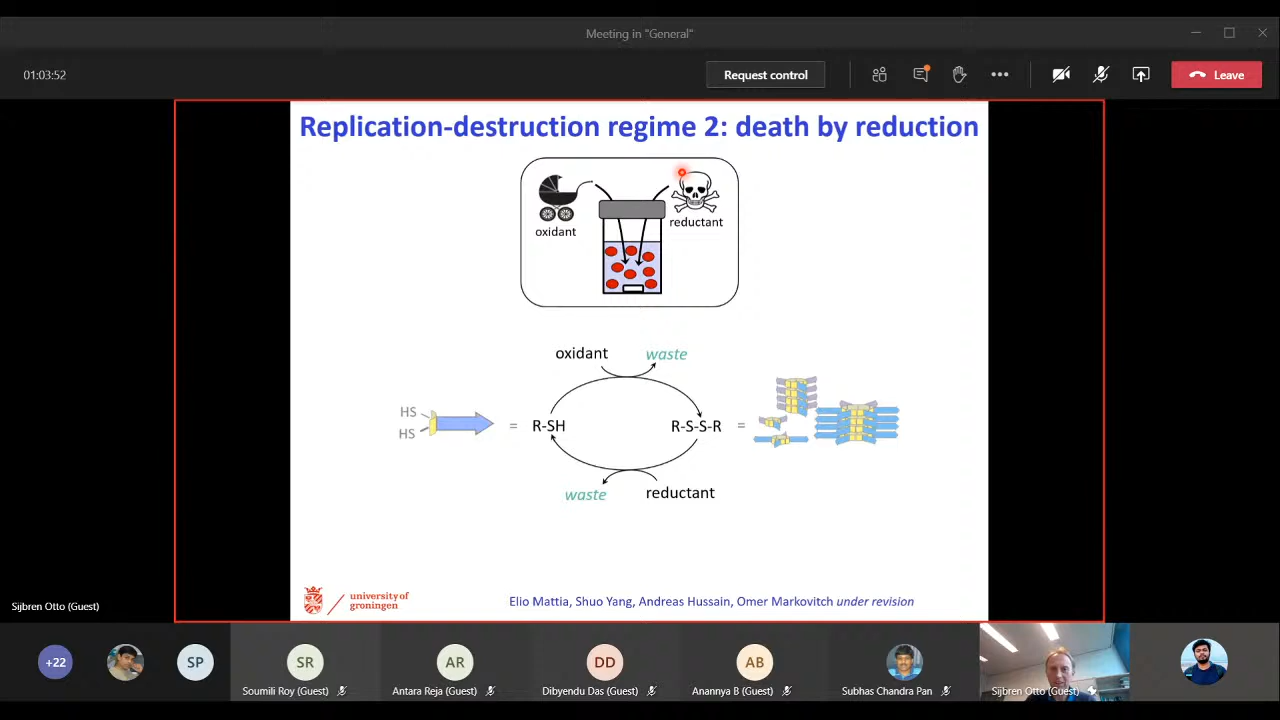 Meeting in "General"
01:03:52
Request control
Leave
Replication-destruction regime 2: death by reduction
oxidant
reductant
oxidant
waste
HS
HS
= R-SH
R-S-S-R =
waste
reductant
university of
groningen
Elio Mattia, Shuo Yang, Andreas Hussain, Omer Markovitch under revision
Sijbren Otto (Guest)
+22
SP
SR
AR
DD
AB
Soumili Roy (Guest)
Antara Reja (Guest)
Dibyendu Das (Guest)
Anannya B (Guest)
Subhas Chandra Pan
Sijbren Otto (Guest)